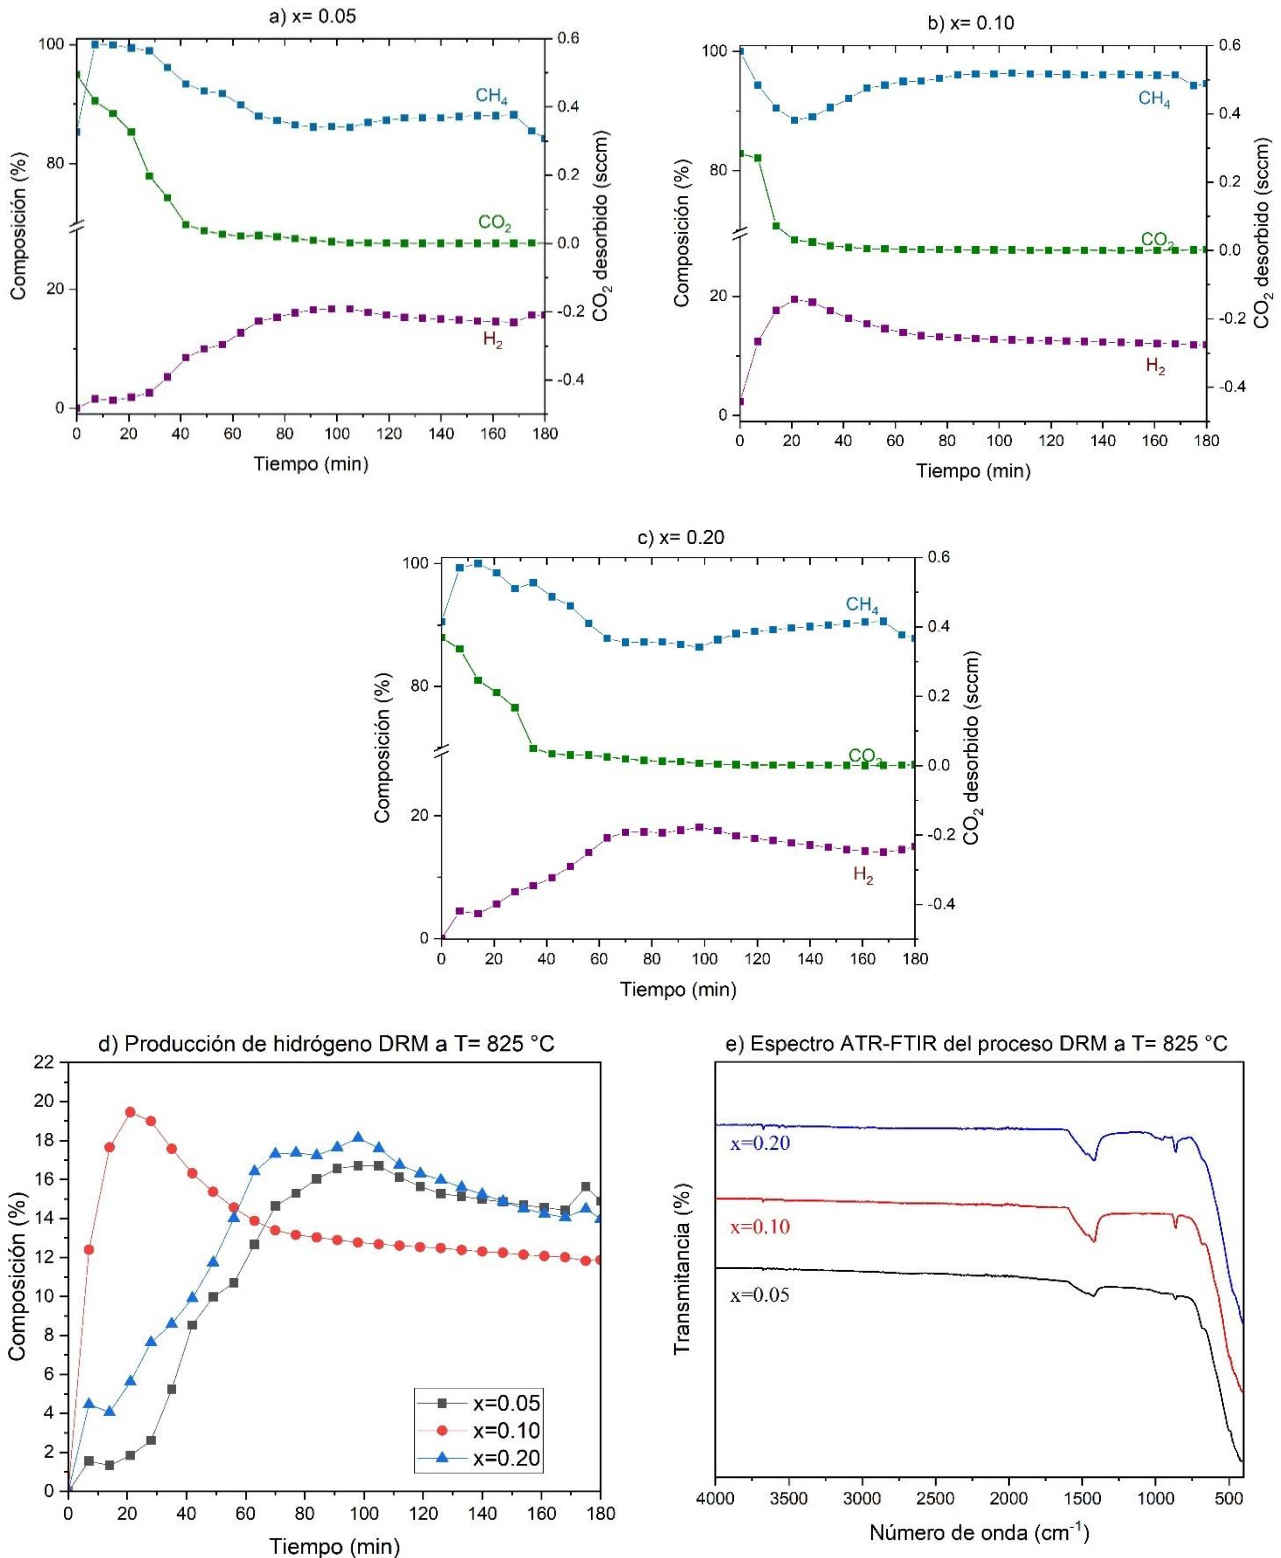 a) x= 0.05
100
80
20
0
0.6
0.4
0.2
0.0
-0.2
-0.4
CH4
CO2
H2
0 20 40 60 80 100 120 140 160 180
Tiempo (min)
Composición (%)
CO2 desorbido (sccm)
b) x= 0.10
100
80
20
0
0.6
0.4
0.2
0.0
-0.2
-0.4
CH4
CO2
H2
0 20 40 60 80 100 120 140 160 180
Tiempo (min)
Composición (%)
CO2 desorbido (sccm)
c) x= 0.20
100
80
20
0
0.6
0.4
0.2
0.0
-0.2
-0.4
CH4
CO2
H2
0 20 40 60 80 100 120 140 160 180
Tiempo (min)
Composición (%)
CO2 desorbido (sccm)
d) Producción de hidrógeno DRM a T= 825 °C
22
20
18
16
14
12
10
8
6
4
2
0
x=0.05
x=0.10
x=0.20
0 20 40 60 80 100 120 140 160 180
Tiempo (min)
Composición (%)
e) Espectro ATR-FTIR del proceso DRM a T= 825 °C
x=0.20
x=0.10
x=0.05
4000 3500 3000 2500 2000 1500 1000 500
Número de onda (cm-1)
Transmitancia (%)